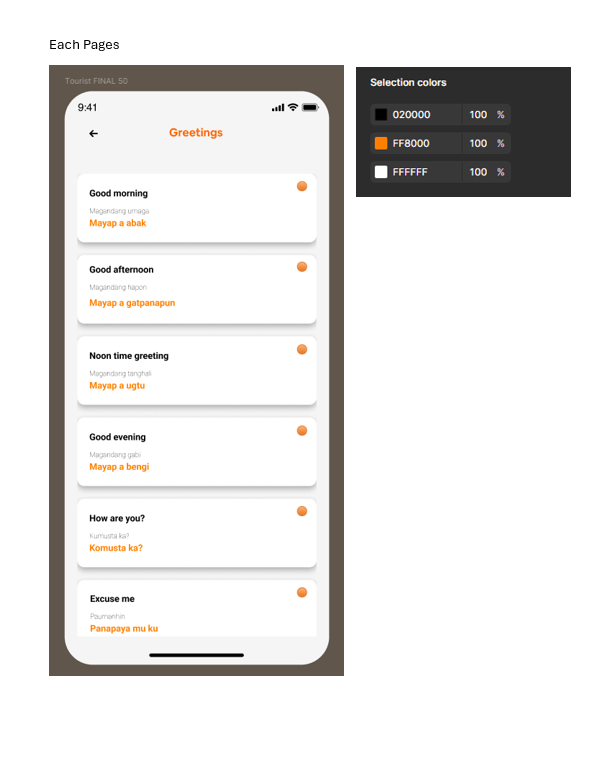 Each Pages
Tourist FINAL 50
9:41
Greetings
Good morning
Magandang umaga
Mayap a abak
Good afternoon
Magandang hapon
Mayap a gatpanapun
Noon time greeting
Magandang tanghali
Mayap a ugtu
Good evening
Magandang gabi
Mayap a bengi
How are you?
Kumusta ka?
Komusta ka?
Excuse me
Paumanhin
Panapaya mu ku
Selection colors
020000 100 %
FF8000 100 %
FFFFFF 100 %